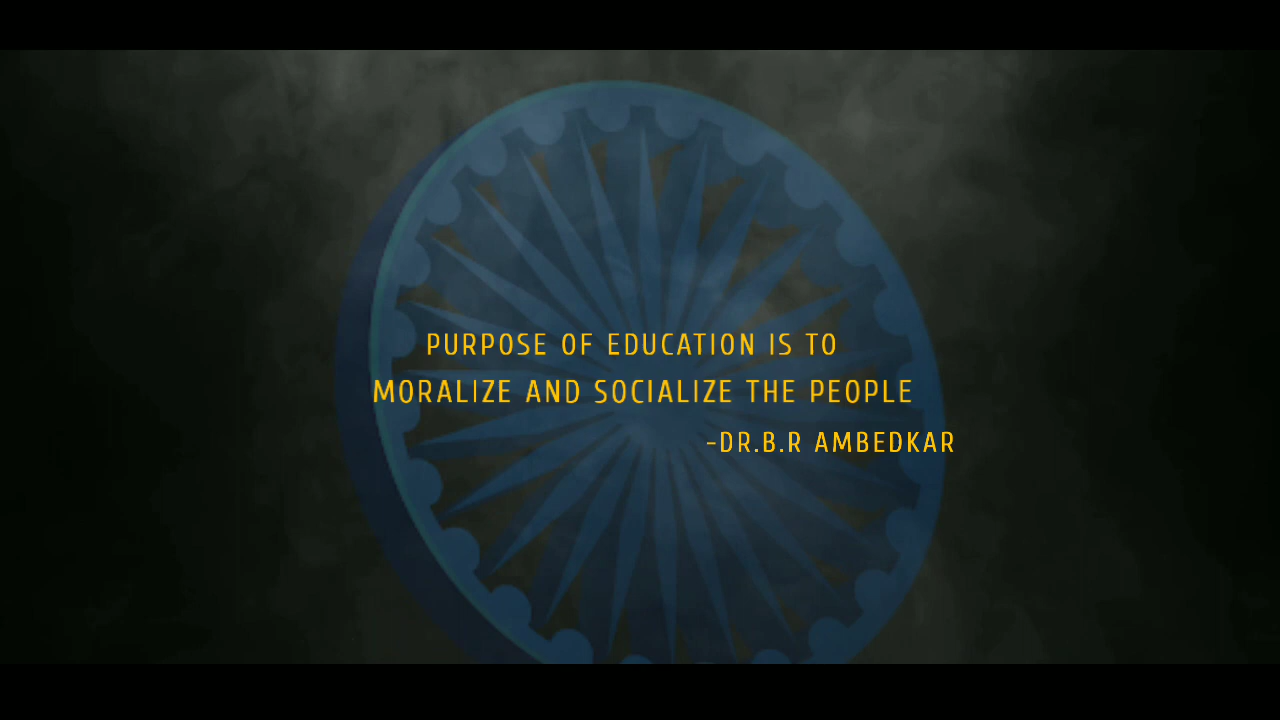 PURPOSE OF EDUCATION IS TO
MORALIZE AND SOCIALIZE THE PEOPLE
-DR.B.R AMBEDKAR